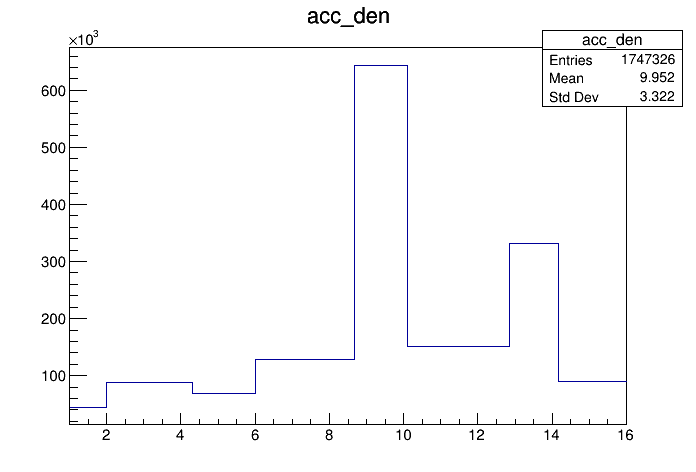 acc_den
×10³
acc_den
Entries 1747326
Mean 9.952
Std Dev 3.322
600
500
400
300
200
100
2 4 6 8 10 12 14 16